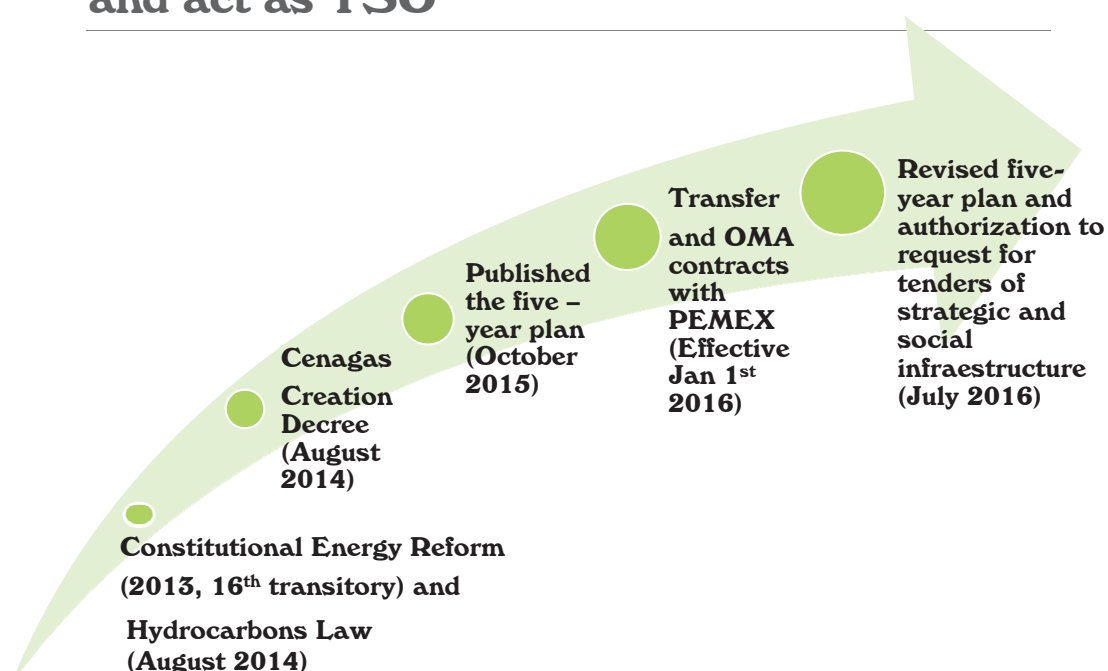 and act as TSO
Constitutional Energy Reform
(2013, 16th transitory) and
Hydrocarbons Law
(August 2014)
Cenagas
Creation
Decree
(August
2014)
Published
the five –
year plan
(October
2015)
Transfer
and OMA
contracts
with
PEMEX
(Effective
Jan 1st
2016)
Revised five-
year plan and
authorization to
request for
tenders of
strategic and
social
infraestructure
(July 2016)